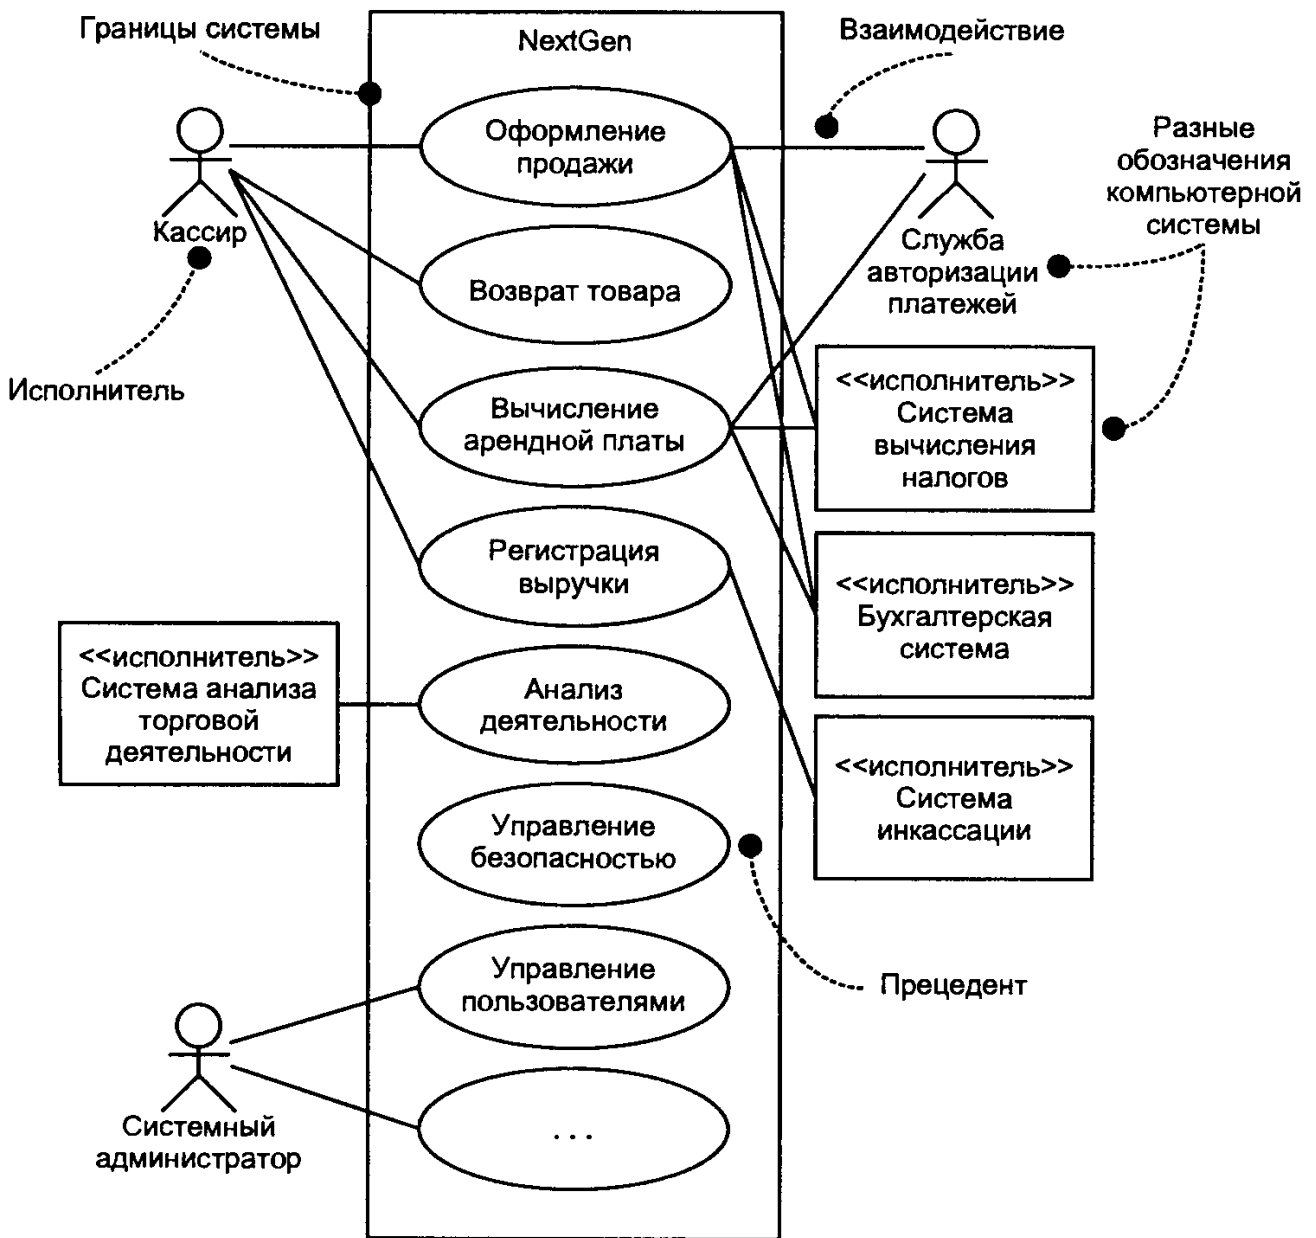 Границы системы
NextGen
Взаимодействие
Оформление
продажи
Разные
обозначения
компьютерной
системы
Кассир
Служба
авторизации
платежей
Возврат товара
Исполнитель
Вычисление
арендной платы
<<исполнитель>>
Система
вычисления
налогов
Регистрация
выручки
<<исполнитель>>
Бухгалтерская
система
<<исполнитель>>
Система анализа
торговой
деятельности
Анализ
деятельности
<<исполнитель>>
Система
инкассации
Управление
безопасностью
Прецедент
Управление
пользователями
Системный
администратор
...